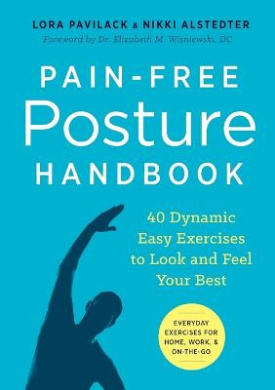 LORA PAVILACK & NIKKI ALSTEDTER
Foreword by Dr. Elizabeth M. Wisniewski, DC
PAIN-FREE
Posture
HANDBOOK
40 Dynamic
Easy Exercises
to Look and Feel
Your Best
EVERYDAY
EXERCISES FOR
HOME, WORK, &
ON-THE-GO